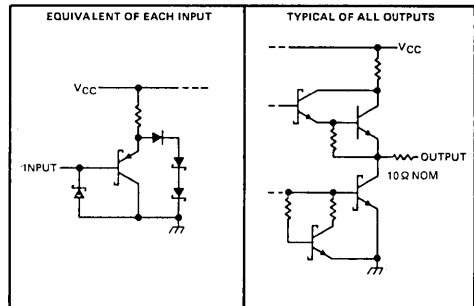 EQUIVALENT OF EACH INPUT
VCC
INPUT
TYPICAL OF ALL OUTPUTS
VCC
OUTPUT
10Ω NOM